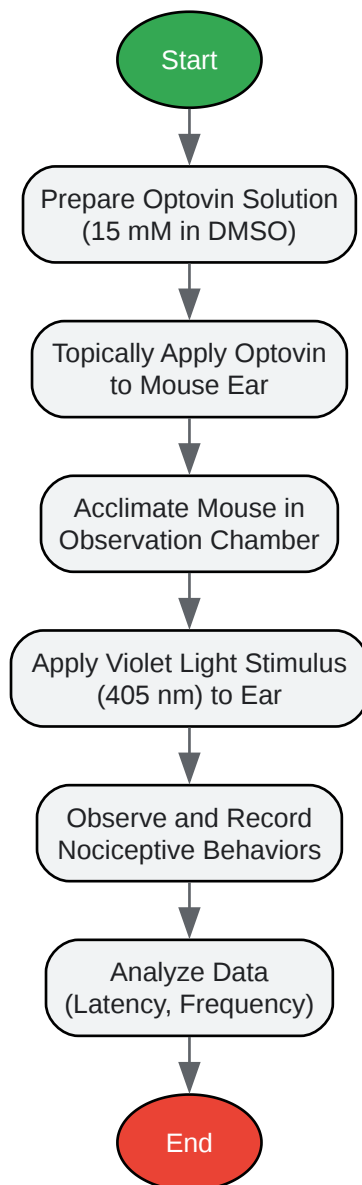 Start
Prepare Optovin Solution
(15 mM in DMSO)
Topically Apply Optovin
to Mouse Ear
Acclimate Mouse in
Observation Chamber
Apply Violet Light Stimulus
(405 nm) to Ear
Observe and Record
Nociceptive Behaviors
Analyze Data
(Latency, Frequency)
End